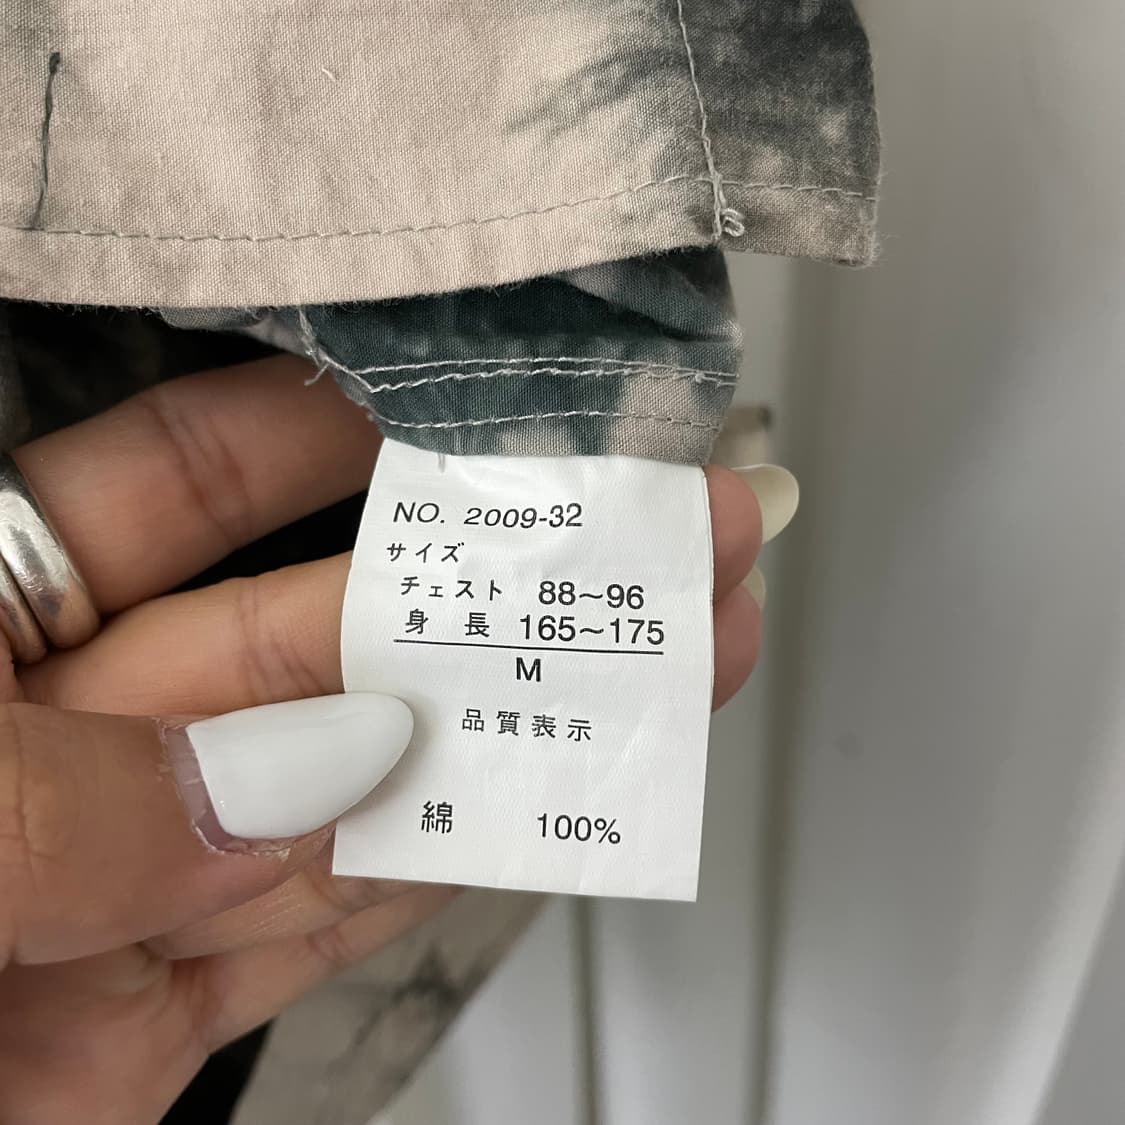 NO. 2009-32
サイズ
チェスト 88~96
身長 165~175
M
品質表示
綿 100%